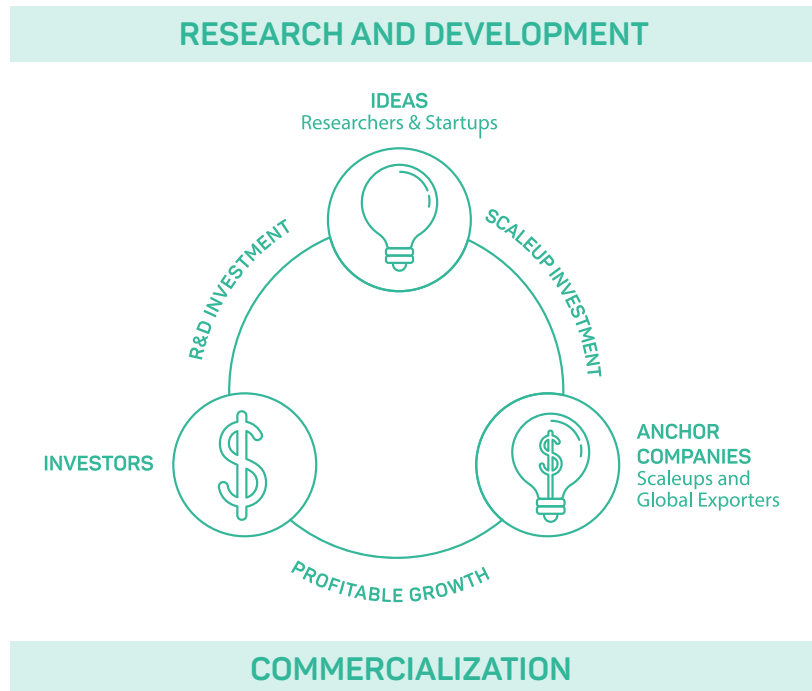 RESEARCH AND DEVELOPMENT
IDEAS
Researchers & Startups
R&D INVESTMENT
SCALEUP INVESTMENT
INVESTORS
ANCHOR
COMPANIES
Scaleups and
Global Exporters
PROFITABLE GROWTH
COMMERCIALIZATION